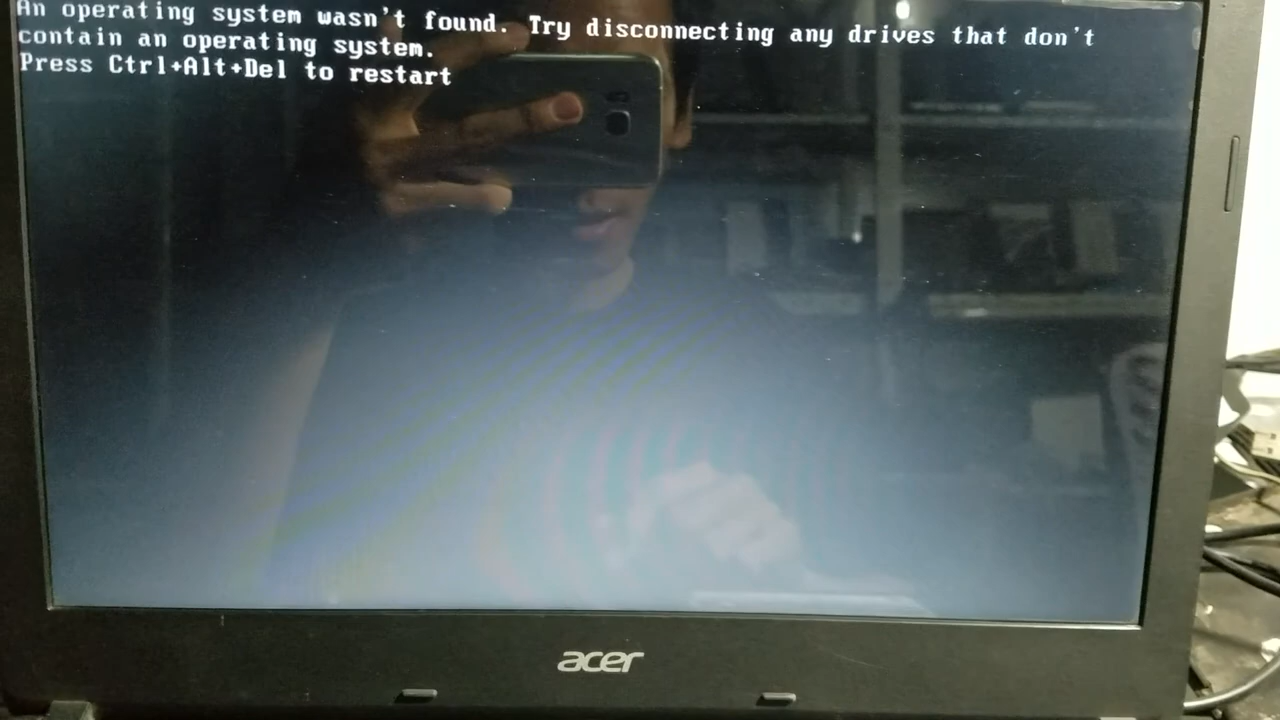 An operating system wasn't found. Try disconnecting any drives that don't
contain an operating system.
Press Ctrl+Alt+Del to restart
acer